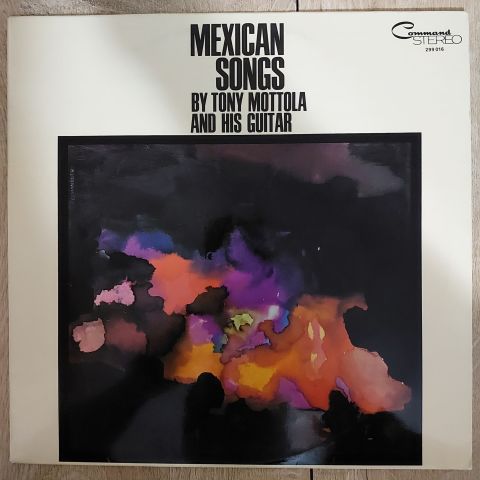 MEXICAN
SONGS
BY TONY MOTTOLA
AND HIS GUITAR
Command
STEREO
299 016